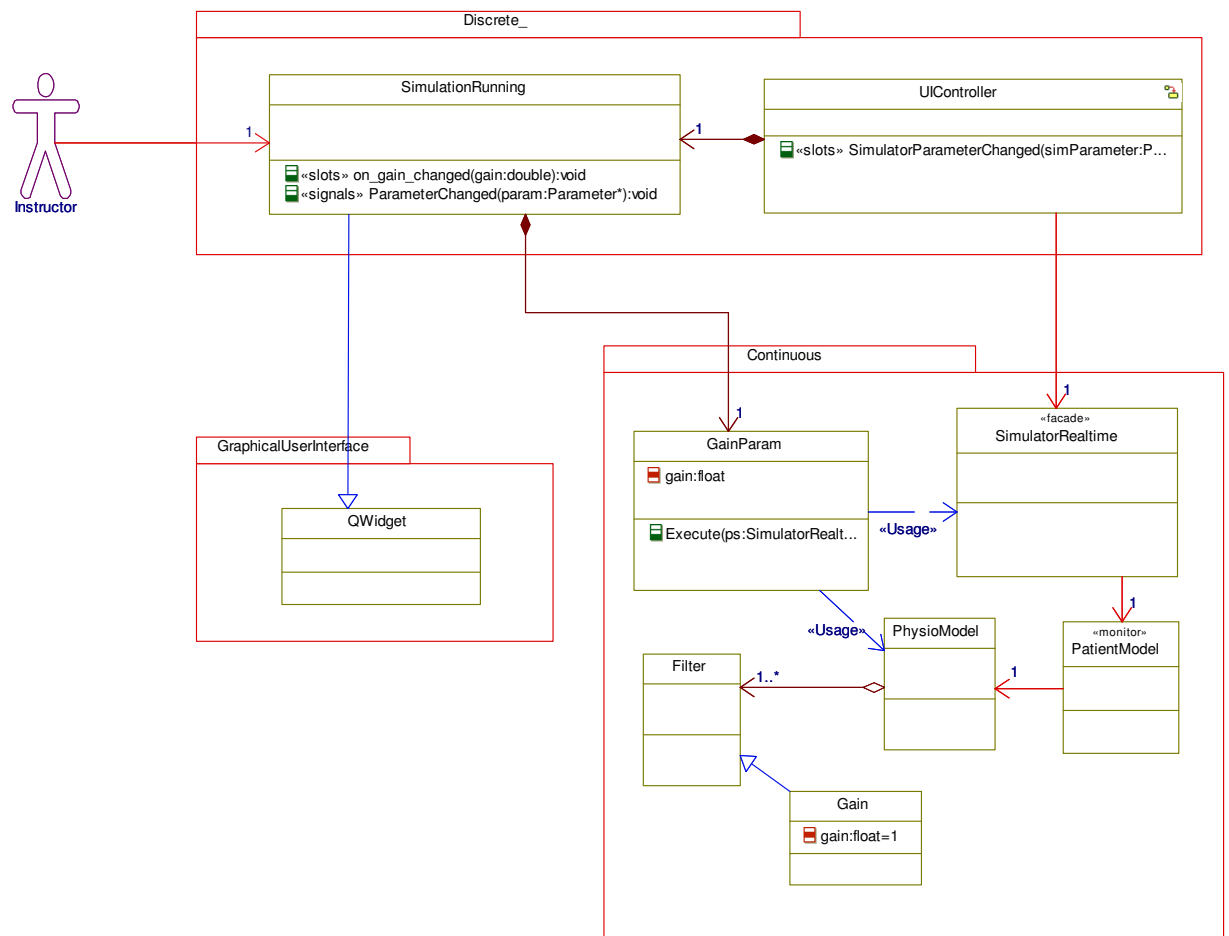 Discrete_
SimulationRunning
«slots» on_gain_changed(gain:double):void
«signals» ParameterChanged(param:Parameter*):void
UIController
«slots» SimulatorParameterChanged(simParameter:P...
1
1
Instructor
1
Continuous
1
GainParam
gain:float
Execute(ps:SimulatorRealt...
«facade»
SimulatorRealtime
«Usage»
GraphicalUserInterface
QWidget
1
«Usage»
PhysioModel
«monitor»
PatientModel
1
Filter
1..*
Gain
gain:float=1